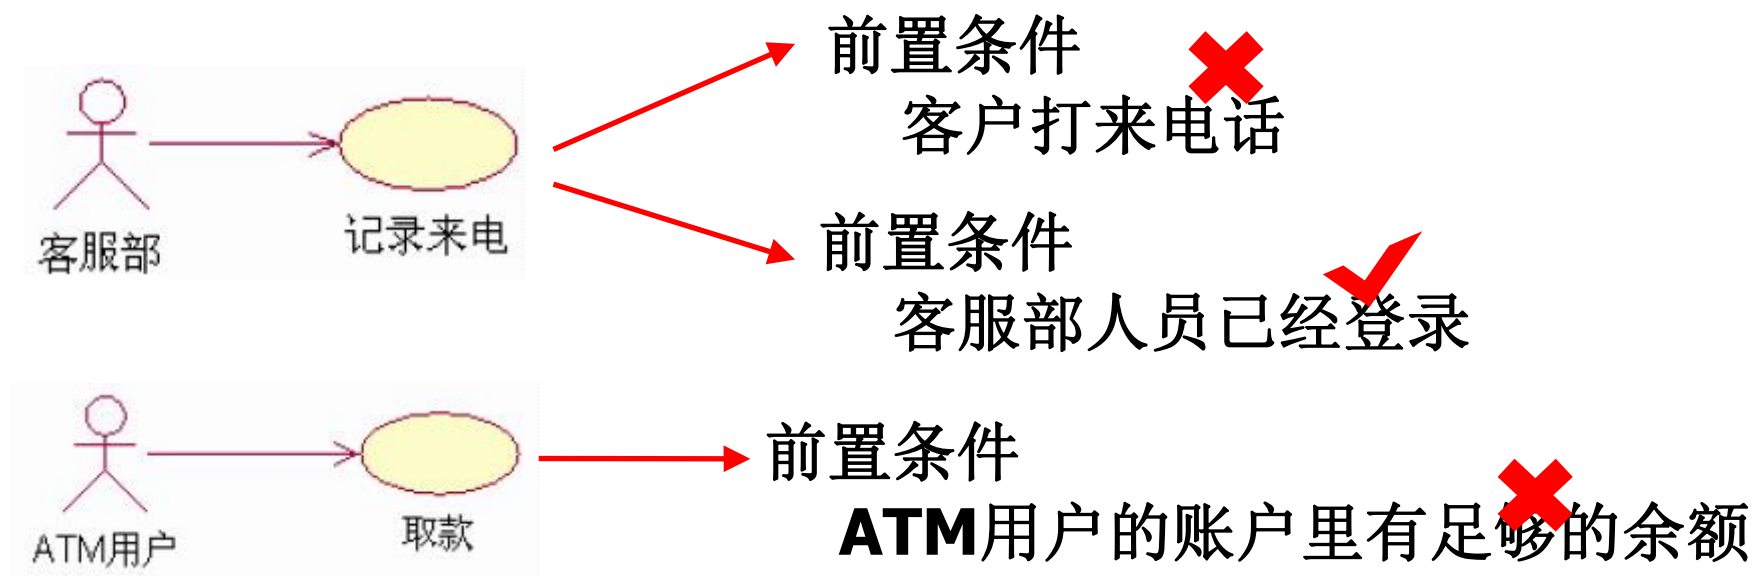 前置条件
客户打来电话
客服部
记录来电
前置条件
客服部人员已经登录
前置条件
ATM用户的账户里有足够的余额
ATM用户
取款